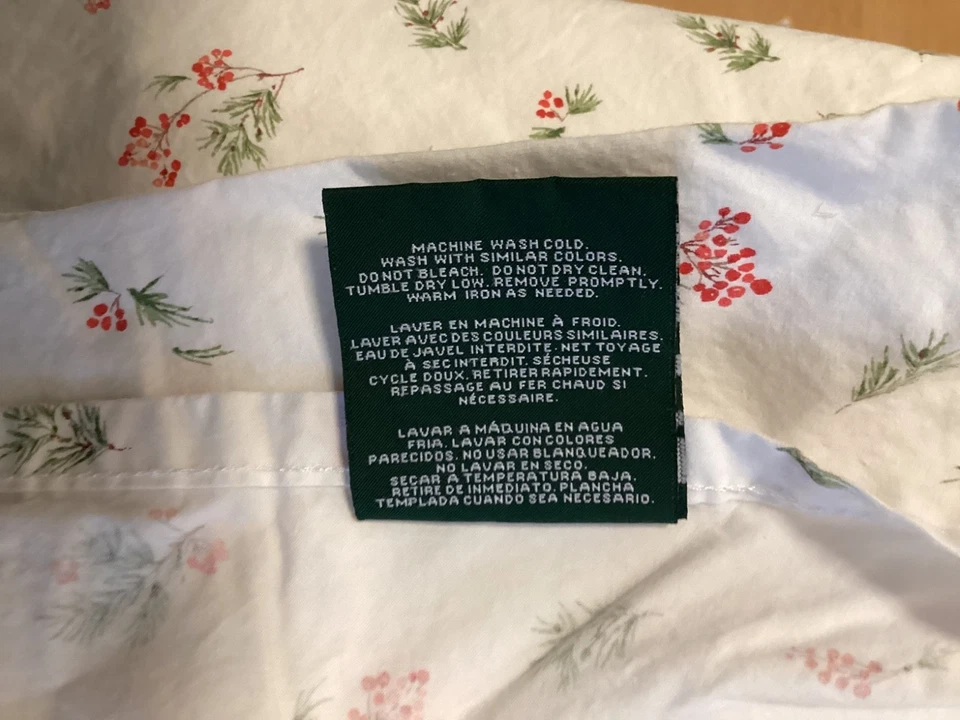 MACHINE WASH COLD.
WASH WITH SIMILAR COLORS.
DO NOT BLEACH. DO NOT DRY CLEAN.
TUMBLE DRY LOW. REMOVE PROMPTLY.
WARM IRON AS NEEDED.
LAVER EN MACHINE À FROID.
LAVER AVEC DES COULEURS SIMILAIRES.
EAU DE JAVEL INTERDITE. NET TOYAGE
À SEC INTERDIT. SÉCHEUSE
CYCLE DOUX. RETIRER RAPIDEMENT.
REPASSAGE AU FER CHAUD SI
NÉCESSAIRE.
LAVAR A MÁQUINA EN AGUA
FRIA. LAVAR CON COLORES
PARECIDOS. NO USAR BLANQUEADOR.
NO LAVAR EN SECO.
SECAR A TEMPERATURA BAJA.
RETIRE DE INMEDIATO. PLANCHA
TEMPLADA CUANDO SEA NECESARIO.